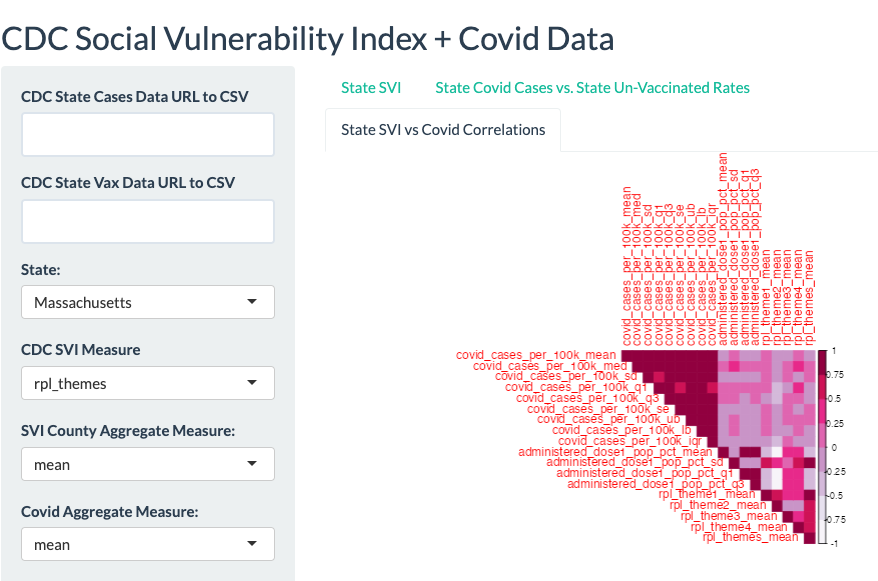 CDC Social Vulnerability Index + Covid Data
CDC State Cases Data URL to CSV
CDC State Vax Data URL to CSV
State:
Massachusetts
CDC SVI Measure
rpl_themes
SVI County Aggregate Measure:
mean
Covid Aggregate Measure:
mean
State SVI
State Covid Cases vs. State Un-Vaccinated Rates
State SVI vs Covid Correlations
covid_cases_per_100k_mean
covid_cases_per_100k_med
covid_cases_per_100k_sd
covid_cases_per_100k_q1
covid_cases_per_100k_q3
covid_cases_per_100k_se
covid_cases_per_100k_ub
covid_cases_per_100k_lb
covid_cases_per_100k_iqr
administered_dose1_pop_pct_mean
administered_dose1_pop_pct_sd
administered_dose1_pop_pct_q1
administered_dose1_pop_pct_q3
rpl_theme1_mean
rpl_theme2_mean
rpl_theme3_mean
rpl_theme4_mean
rpl_themes_mean
covid_cases_per_100k_mean
covid_cases_per_100k_med
covid_cases_per_100k_sd
covid_cases_per_100k_q1
covid_cases_per_100k_q3
covid_cases_per_100k_se
covid_cases_per_100k_ub
covid_cases_per_100k_lb
covid_cases_per_100k_iqr
administered_dose1_pop_pct_mean
administered_dose1_pop_pct_sd
administered_dose1_pop_pct_q1
administered_dose1_pop_pct_q3
rpl_theme1_mean
rpl_theme2_mean
rpl_theme3_mean
rpl_theme4_mean
rpl_themes_mean
1
0.75
0.5
0.25
0
-0.25
-0.5
-0.75
-1